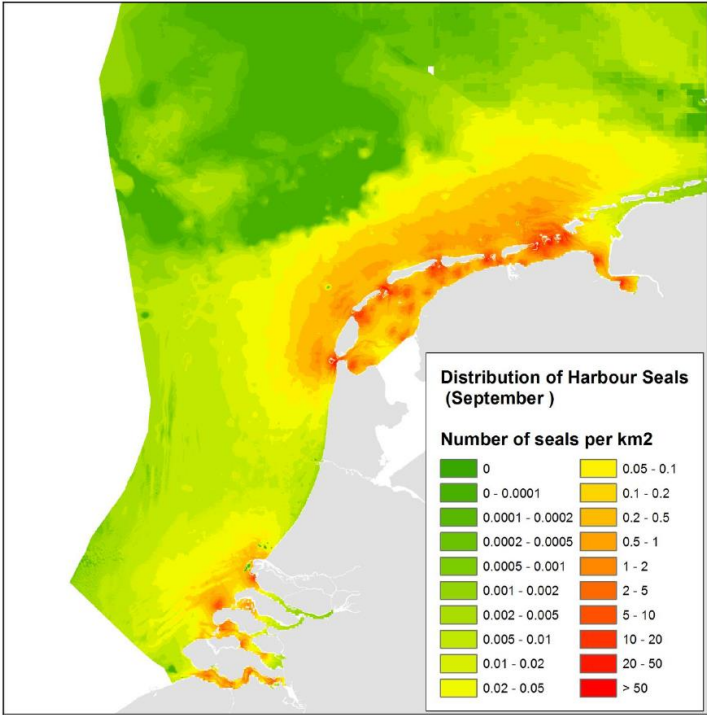 Distribution of Harbour Seals
(September )
Number of seals per km2
0
0 - 0.0001
0.0001 - 0.0002
0.0002 - 0.0005
0.0005 - 0.001
0.001 - 0.002
0.002 - 0.005
0.005 - 0.01
0.01 - 0.02
0.02 - 0.05
0.05 - 0.1
0.1 - 0.2
0.2 - 0.5
0.5 - 1
1 - 2
2 - 5
5 - 10
10 - 20
20 - 50
> 50